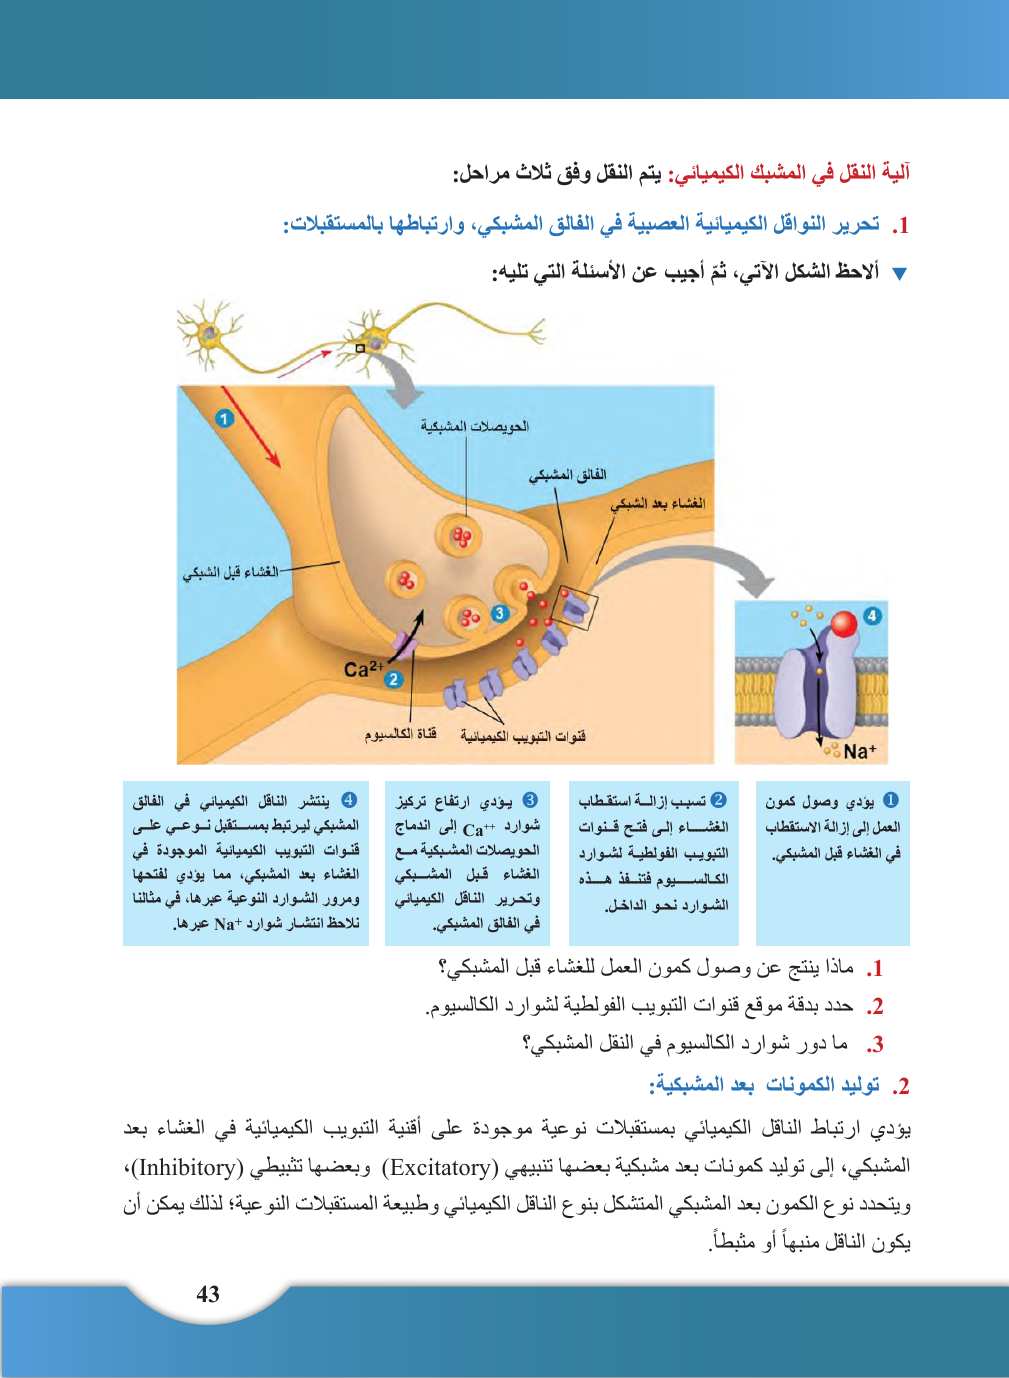 آلية النقل في المشبك الكيميائي: يتم النقل وفق ثلاث مراحل:
1. تحرير النواقل الكيميائية العصبية في الفالق المشبكي، وارتباطها بالمستقبلات:
▼ ألاحظ الشكل الآتي، ثمّ أجيب عن الأسئلة التي تليه:
1
الحويصلات المشبكية
الفالق المشبكي
الغشاء بعد الشبكي
الغشاء قبل الشبكي
3
4
Ca²⁺
2
قناة الكالسيوم
قنوات التبويب الكيميائية
Na⁺
❶ يؤدي وصول كمون
العمل إلى إزالة الاستقطاب
في الغشاء قبل المشبكي.
❷ تسبب إزالة استقطاب
الغشاء إلى فتح قنوات
التبويب الفولطية لشوارد
الكالسيوم فتنفذ هذه
الشوارد نحو الداخل.
❸ يؤدي ارتفاع تركيز
شوارد Ca⁺⁺ إلى اندماج
الحويصلات المشبكية مع
الغشاء قبل المشبكي
وتحرير الناقل الكيميائي
في الفالق المشبكي.
❹ ينتشر الناقل الكيميائي في الفالق
المشبكي ليرتبط بمستقبل نوعي على
قنوات التبويب الكيميائية الموجودة في
الغشاء بعد المشبكي، مما يؤدي لفتحها
ومرور الشوارد النوعية عبرها، في مثالنا
نلاحظ انتشار شوارد Na⁺ عبرها.
1. ماذا ينتج عن وصول كمون العمل للغشاء قبل المشبكي؟
2. حدد بدقة موقع قنوات التبويب الفولطية لشوارد الكالسيوم.
3. ما دور شوارد الكالسيوم في النقل المشبكي؟
2. توليد الكمونات بعد المشبكية:
يؤدي ارتباط الناقل الكيميائي بمستقبلات نوعية موجودة على أقنية التبويب الكيميائية في الغشاء بعد
المشبكي، إلى توليد كمونات بعد مشبكية بعضها تنبيهي (Excitatory) وبعضها تثبيطي (Inhibitory)،
ويتحدد نوع الكمون بعد المشبكي المتشكل بنوع الناقل الكيميائي وطبيعة المستقبلات النوعية؛ لذلك يمكن أن
يكون الناقل منبهاً أو مثبطاً.
43